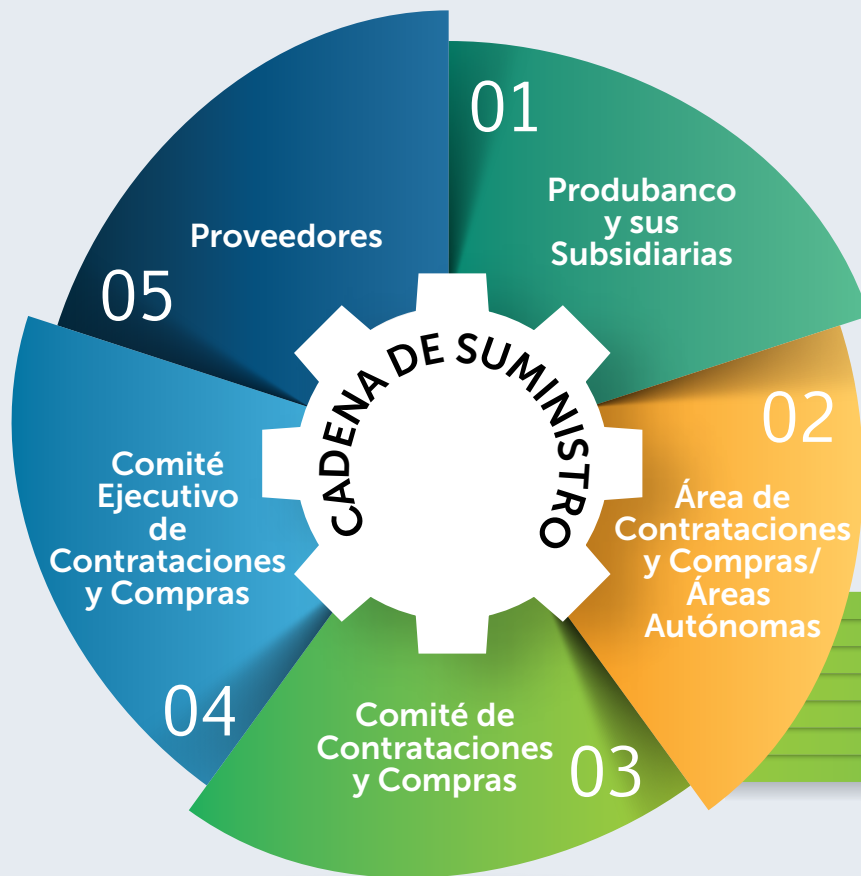 01
Produbanco
y sus
Subsidiarias
02
Área de
Contrataciones
y Compras/
Áreas
Autónomas
03
Comité de
Contrataciones
y Compras
04
Comité
Ejecutivo
de
Contrataciones
y Compras
05
Proveedores
CADENA DE SUMINISTRO